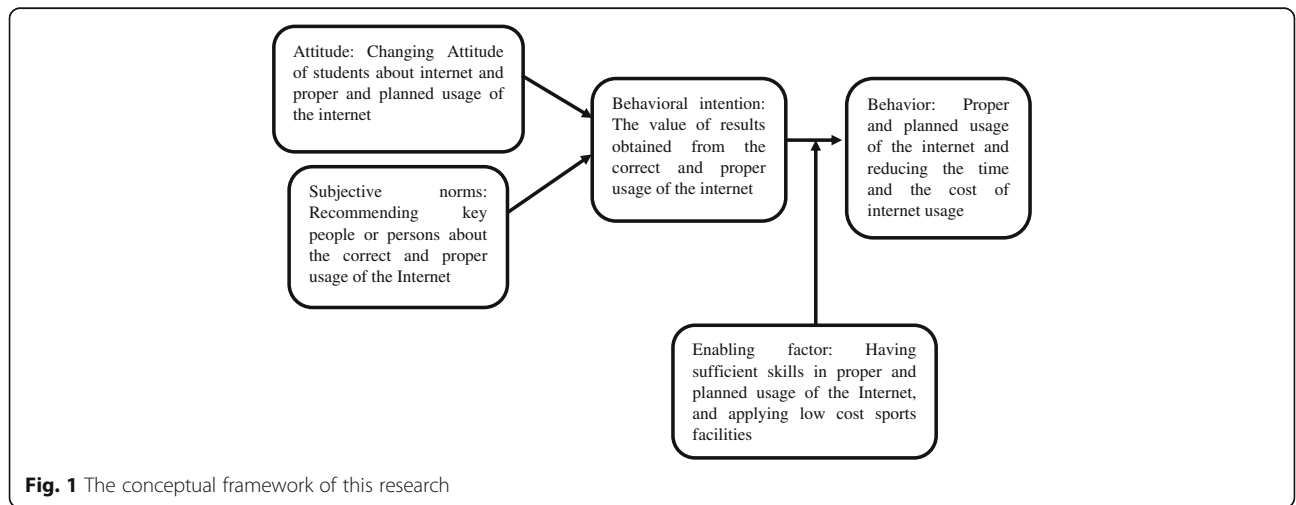 Attitude: Changing Attitude
of students about internet and
proper and planned usage of
the internet
Subjective norms:
Recommending key
people or persons about
the correct and proper
usage of the Internet
Behavioral intention:
The value of results
obtained from the
correct and proper
usage of the internet
Behavior: Proper
and planned usage
of the internet and
reducing the time
and the cost of
internet usage
Enabling factor: Having
sufficient skills in proper and
planned usage of the Internet,
and applying low cost sports
facilities
Fig. 1 The conceptual framework of this research